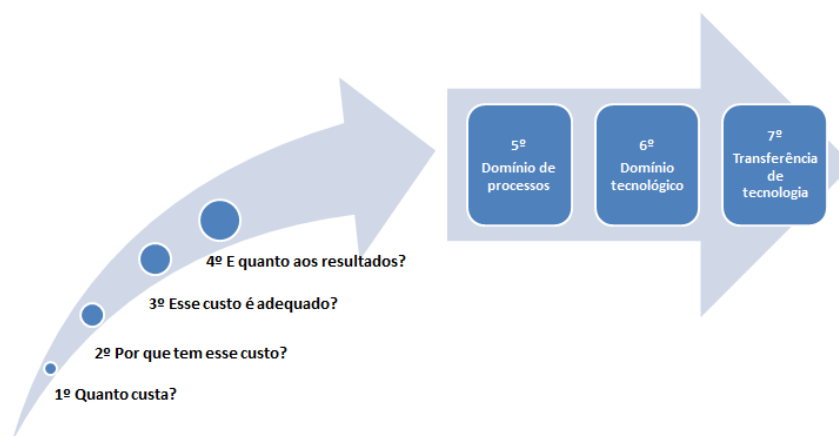 1º Quanto custa?
2º Por que tem esse custo?
3º Esse custo é adequado?
4º E quanto aos resultados?
5º
Domínio de
processos
6º
Domínio
tecnológico
7º
Transferência
de
tecnologia